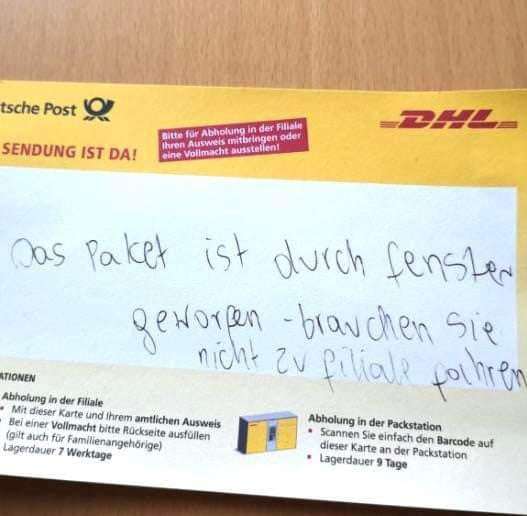 tsche Post
DHL
SENDUNG IST DA!
Bitte für Abholung in der Filiale
Ihren Ausweis mitbringen oder
eine Vollmacht ausstellen!
Das Paket ist durch fenster
geworfen - brauchen Sie
nicht zu filiale fahren
ATIONEN
Abholung in der Filiale
• Mit dieser Karte und Ihrem amtlichen Ausweis
• Bei einer Vollmacht bitte Rückseite ausfüllen
(gilt auch für Familienangehörige)
Lagerdauer 7 Werktage
Abholung in der Packstation
• Scannen Sie einfach den Barcode auf
dieser Karte an der Packstation
• Lagerdauer 9 Tage